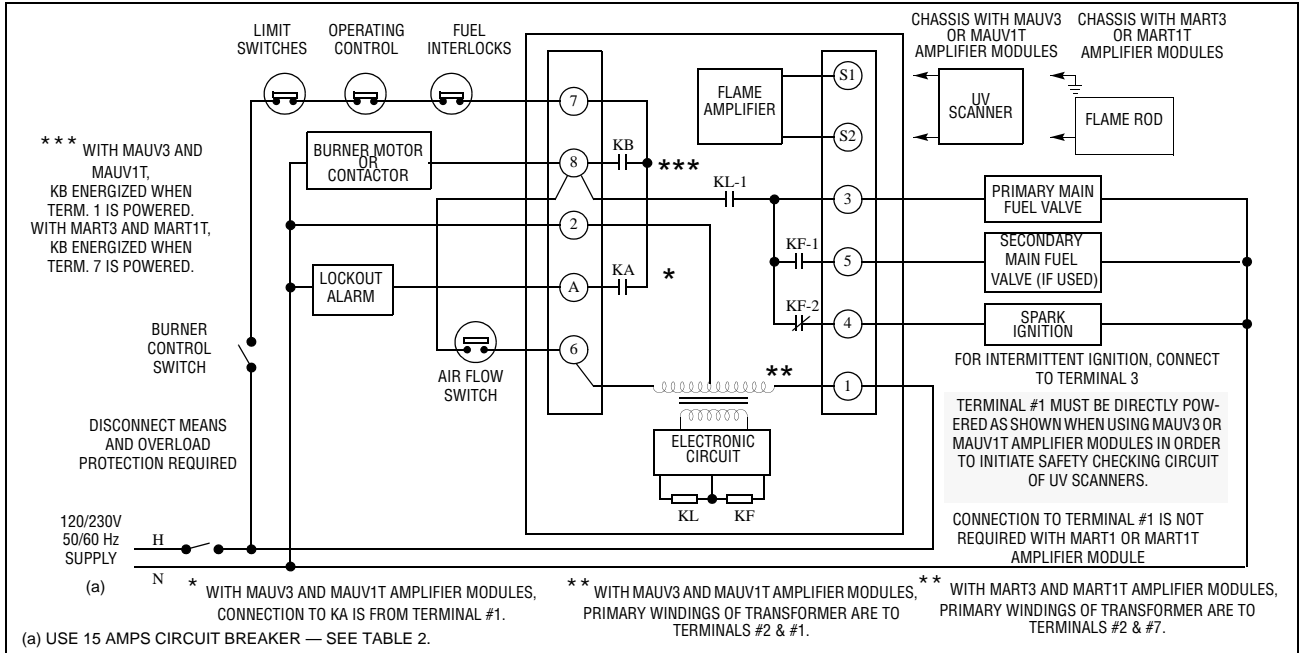 LIMIT
SWITCHES
OPERATING
CONTROL
FUEL
INTERLOCKS
CHASSIS WITH MAUV3
OR MAUV1T
AMPLIFIER MODULES
CHASSIS WITH MART3
OR MART1T
AMPLIFIER MODULES
7
S1
FLAME
AMPLIFIER
UV
SCANNER
FLAME ROD
S2
*** WITH MAUV3 AND
MAUV1T,
KB ENERGIZED WHEN
TERM. 1 IS POWERED.
WITH MART3 AND MART1T,
KB ENERGIZED WHEN
TERM. 7 IS POWERED.
BURNER MOTOR
OR
CONTACTOR
8
KB
***
KL-1
3
PRIMARY MAIN
FUEL VALVE
2
KF-1
5
SECONDARY
MAIN FUEL
VALVE (IF USED)
LOCKOUT
ALARM
A
KA
*
KF-2
4
SPARK
IGNITION
BURNER
CONTROL
SWITCH
6
AIR FLOW
SWITCH
**
1
FOR INTERMITTENT IGNITION, CONNECT
TO TERMINAL 3
TERMINAL #1 MUST BE DIRECTLY POW-
ERED AS SHOWN WHEN USING MAUV3 OR
MAUV1T AMPLIFIER MODULES IN ORDER
TO INITIATE SAFETY CHECKING CIRCUIT
OF UV SCANNERS.
ELECTRONIC
CIRCUIT
KL
KF
DISCONNECT MEANS
AND OVERLOAD
PROTECTION REQUIRED
CONNECTION TO TERMINAL #1 IS NOT
REQUIRED WITH MART1 OR MART1T
AMPLIFIER MODULE
120/230V
50/60 Hz
SUPPLY
(a)
H
N
* WITH MAUV3 AND MAUV1T AMPLIFIER MODULES,
CONNECTION TO KA IS FROM TERMINAL #1.
** WITH MAUV3 AND MAUV1T AMPLIFIER MODULES,
PRIMARY WINDINGS OF TRANSFORMER ARE TO
TERMINALS #2 & #1.
** WITH MART3 AND MART1T AMPLIFIER MODULES,
PRIMARY WINDINGS OF TRANSFORMER ARE TO
TERMINALS #2 & #7.
(a) USE 15 AMPS CIRCUIT BREAKER — SEE TABLE 2.